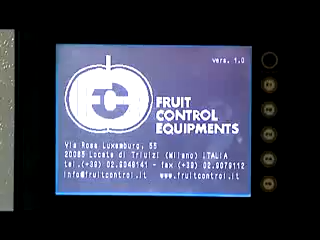 vers. 1.0
FRUIT
CONTROL
EQUIPMENTS
Via Rosa Luxemburg, 55
20085 Locate di Triulzi (Milano) ITALIA
tel.(+39) 02.9048141 - fax (+39) 02.9079112
info@fruitcontrol.it www.fruitcontrol.it